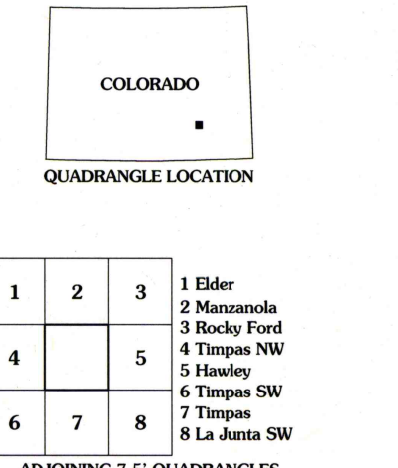 COLORADO
QUADRANGLE LOCATION
1 2 3
4 5
6 7 8
1 Elder
2 Manzanola
3 Rocky Ford
4 Timpas NW
5 Hawley
6 Timpas SW
7 Timpas
8 La Junta SW
ADJOINING 7.5' QUADRANGLES